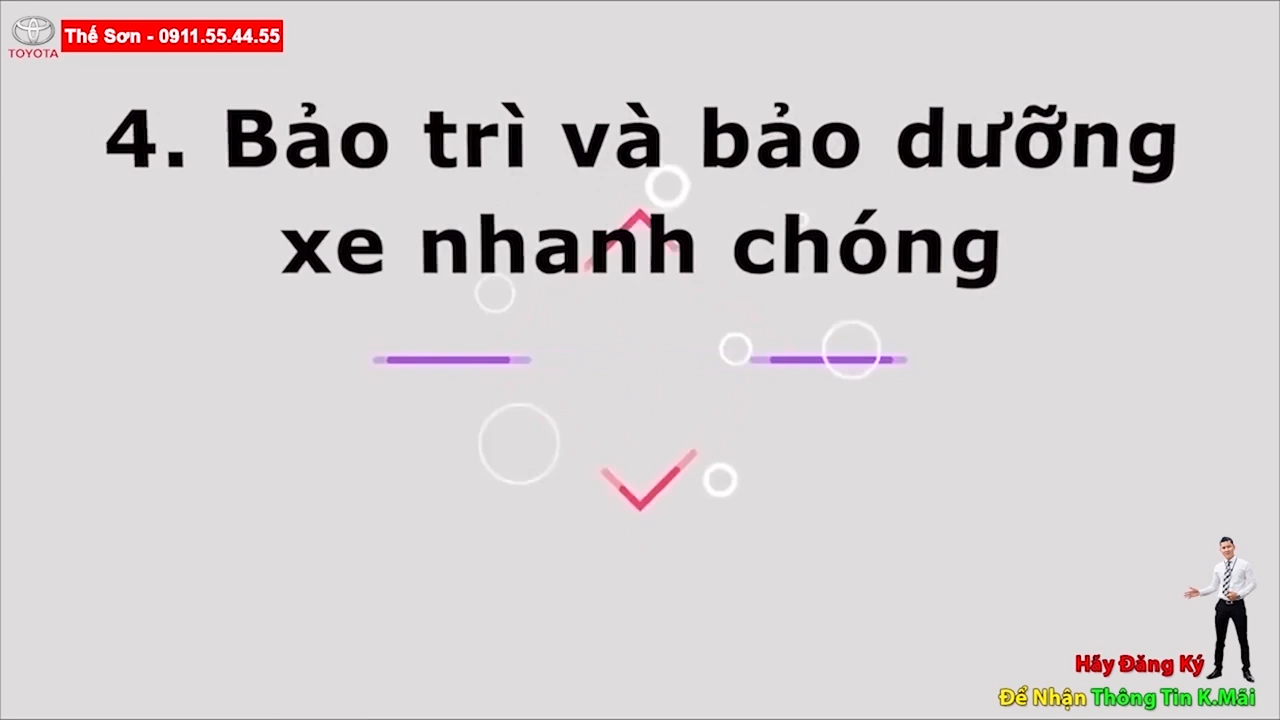 TOYOTA
Thế Sơn - 0911.55.44.55
4. Bảo trì và bảo dưỡng
xe nhanh chóng
Hãy Đăng Ký
Để Nhận Thông Tin K.Mãi